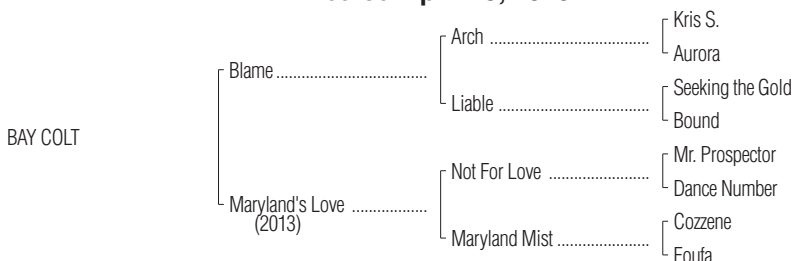 Kris S.
Arch ......................................
Aurora
Blame ....................................
Seeking the Gold
Liable ....................................
Bound
BAY COLT
Mr. Prospector
Not For Love .........................
Dance Number
Maryland's Love ..................
(2013)
Cozzene
Maryland Mist ......................